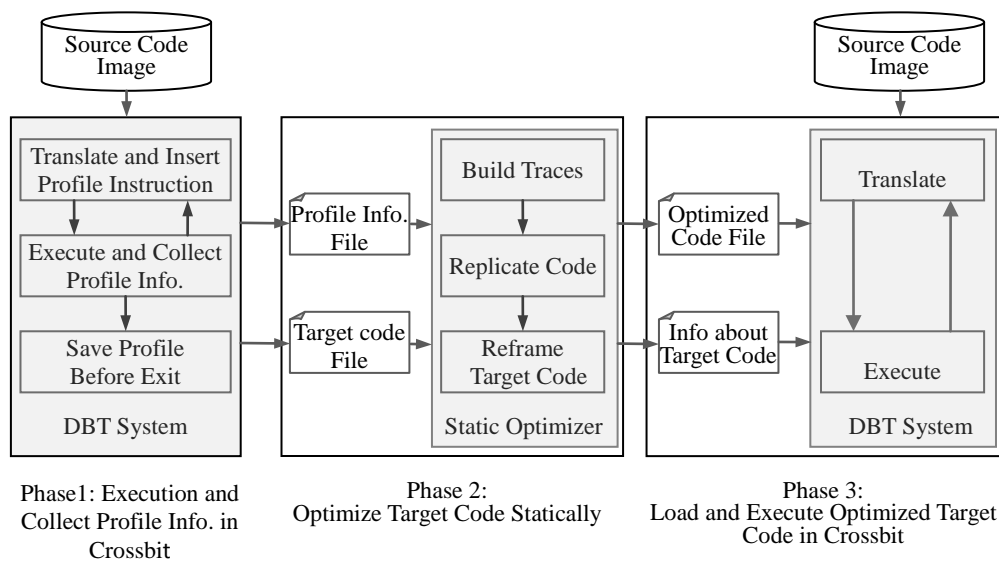 Source Code
Image
Source Code
Image
Translate and Insert
Profile Instruction
Execute and Collect
Profile Info.
Save Profile
Before Exit
DBT System
Profile Info.
File
Target code
File
Build Traces
Replicate Code
Reframe
Target Code
Static Optimizer
Optimized
Code File
Info about
Target Code
Translate
Execute
DBT System
Phase1: Execution and
Collect Profile Info. in
Crossbit
Phase 2:
Optimize Target Code Statically
Phase 3:
Load and Execute Optimized Target
Code in Crossbit